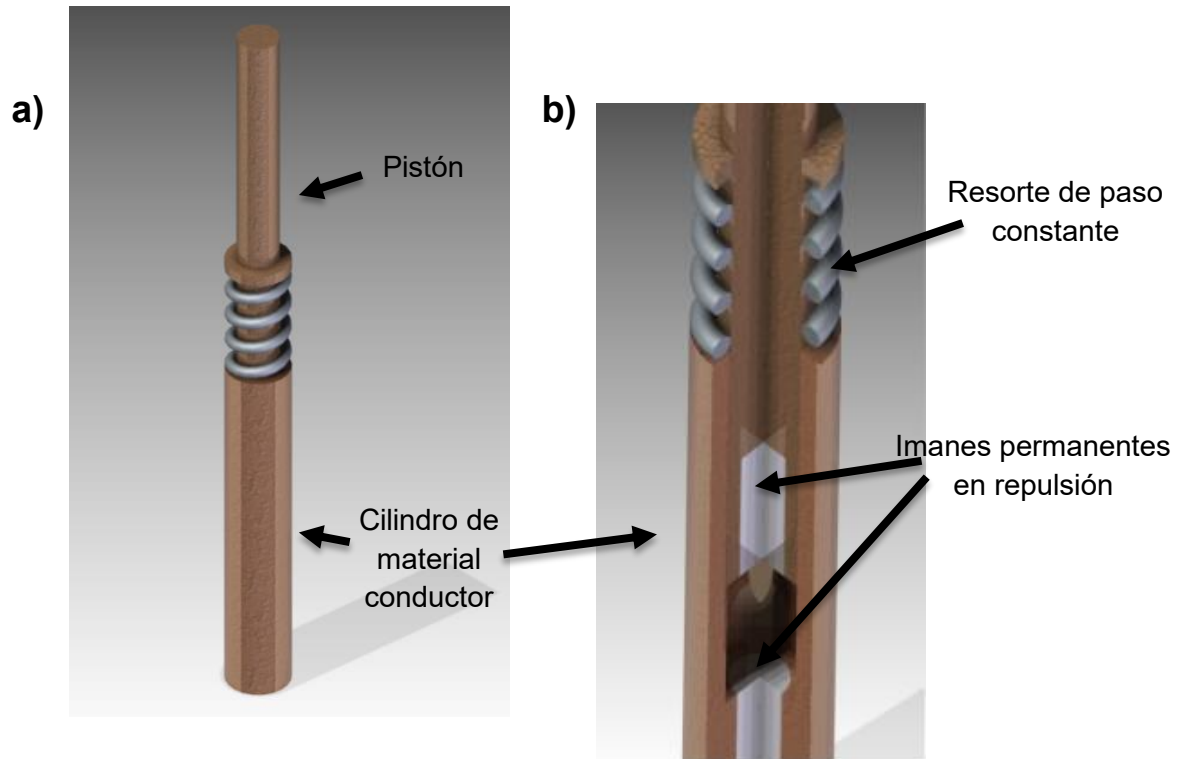 a)
Pistón
Cilindro de
material
conductor
b)
Resorte de paso
constante
Imanes permanentes
en repulsión